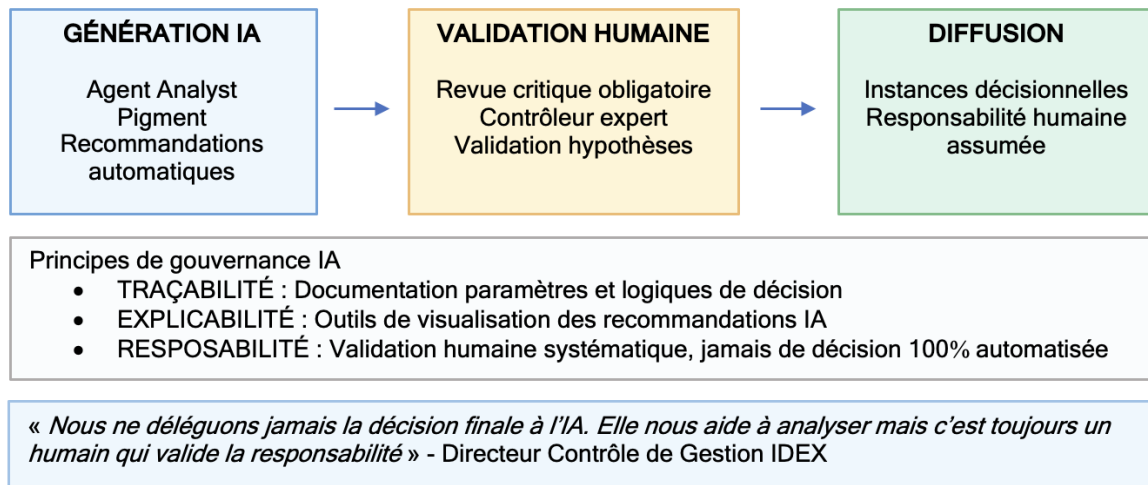 GÉNÉRATION IA
Agent Analyst
Pigment
Recommandations
automatiques
VALIDATION HUMAINE
Revue critique obligatoire
Contrôleur expert
Validation hypothèses
DIFFUSION
Instances décisionnelles
Responsabilité humaine
assumée
Principes de gouvernance IA
• TRAÇABILITÉ : Documentation paramètres et logiques de décision
• EXPLICABILITÉ : Outils de visualisation des recommandations IA
• RESPOSABILITÉ : Validation humaine systématique, jamais de décision 100% automatisée
« Nous ne déléguons jamais la décision finale à l’IA. Elle nous aide à analyser mais c’est toujours un
humain qui valide la responsabilité » - Directeur Contrôle de Gestion IDEX